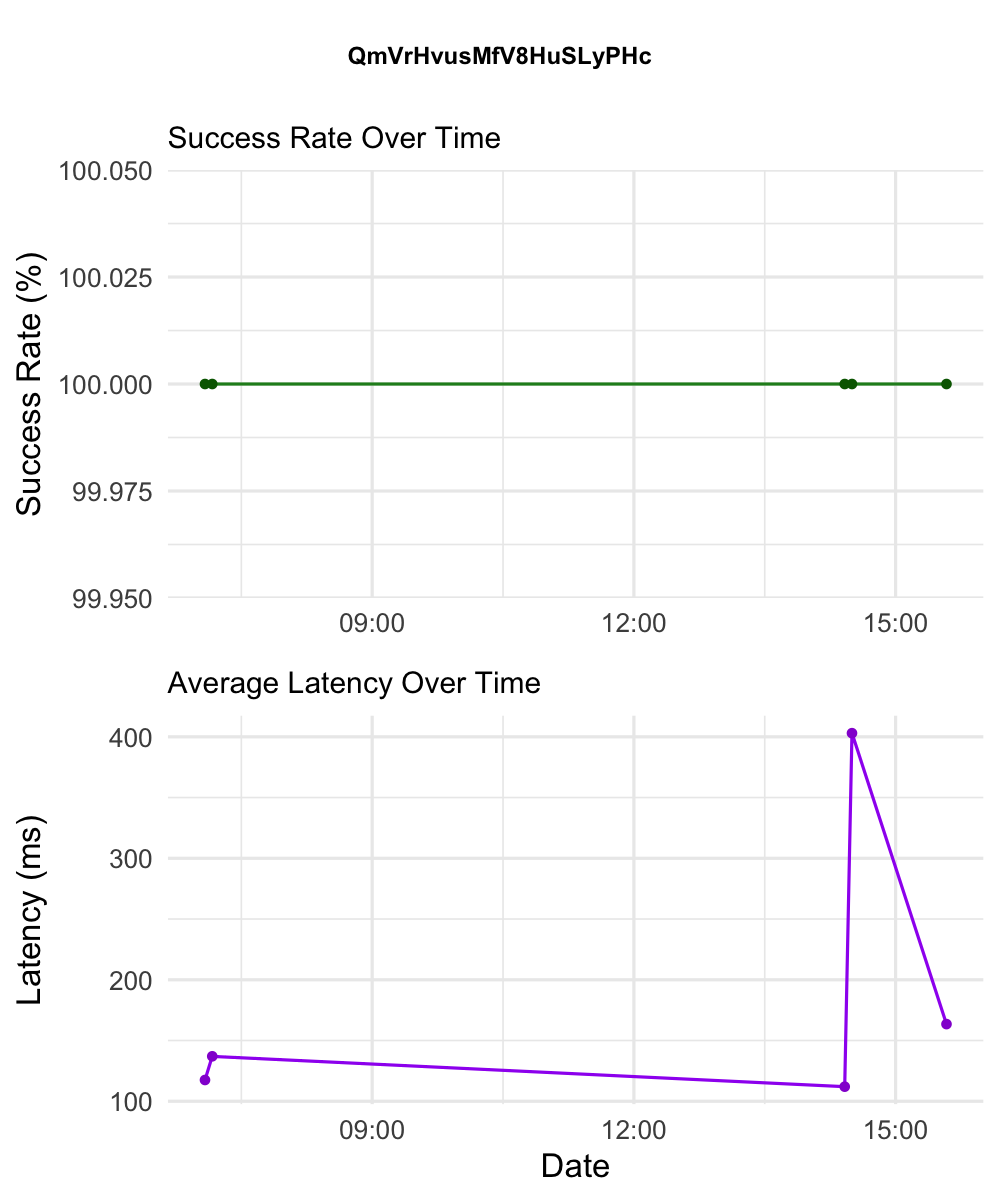 QmVrHvusMfV8HuSLyPHc
Success Rate Over Time
Success Rate (%)
100.050
100.025
100.000
99.975
99.950
09:00 12:00 15:00
Average Latency Over Time
Latency (ms)
400
300
200
100
09:00 12:00 15:00
Date